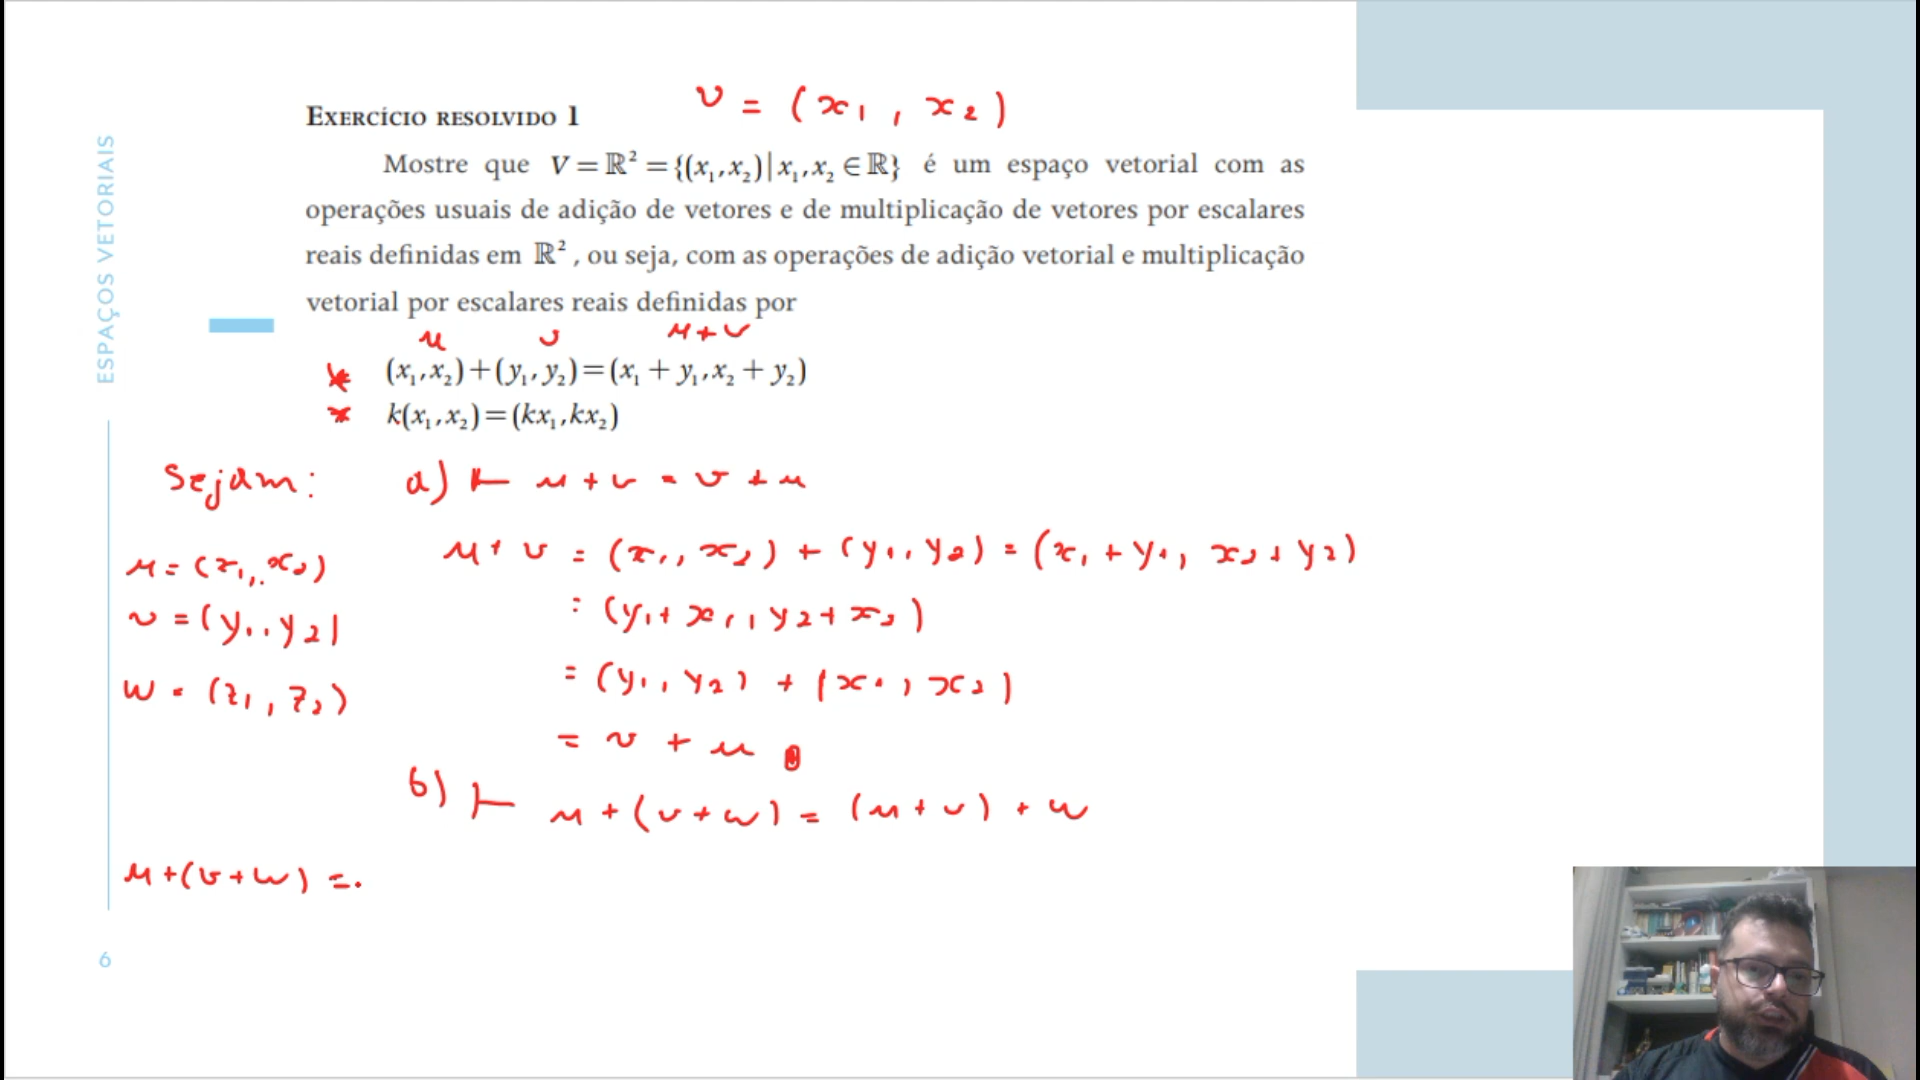 v = (x1, x2)
EXERCÍCIO RESOLVIDO 1
Mostre que V = ℝ² = {(x₁, x₂) | x₁, x₂ ∈ ℝ} é um espaço vetorial com as
operações usuais de adição de vetores e de multiplicação de vetores por escalares
reais definidas em ℝ², ou seja, com as operações de adição vetorial e multiplicação
vetorial por escalares reais definidas por
u v u+v
* (x₁, x₂) + (y₁, y₂) = (x₁ + y₁, x₂ + y₂)
* k(x₁, x₂) = (kx₁, kx₂)
Sejam:
u = (x1, x2)
v = (y1, y2)
w = (z1, z2)
a) ⊢ u + v = v + u
u + v = (x1, x2) + (y1, y2) = (x1 + y1, x2 + y2)
= (y1 + x1, y2 + x2)
= (y1, y2) + (x1, x2)
= v + u
b) ⊢ u + (v + w) = (u + v) + w
u + (v + w) =
ESPAÇOS VETORIAIS
6